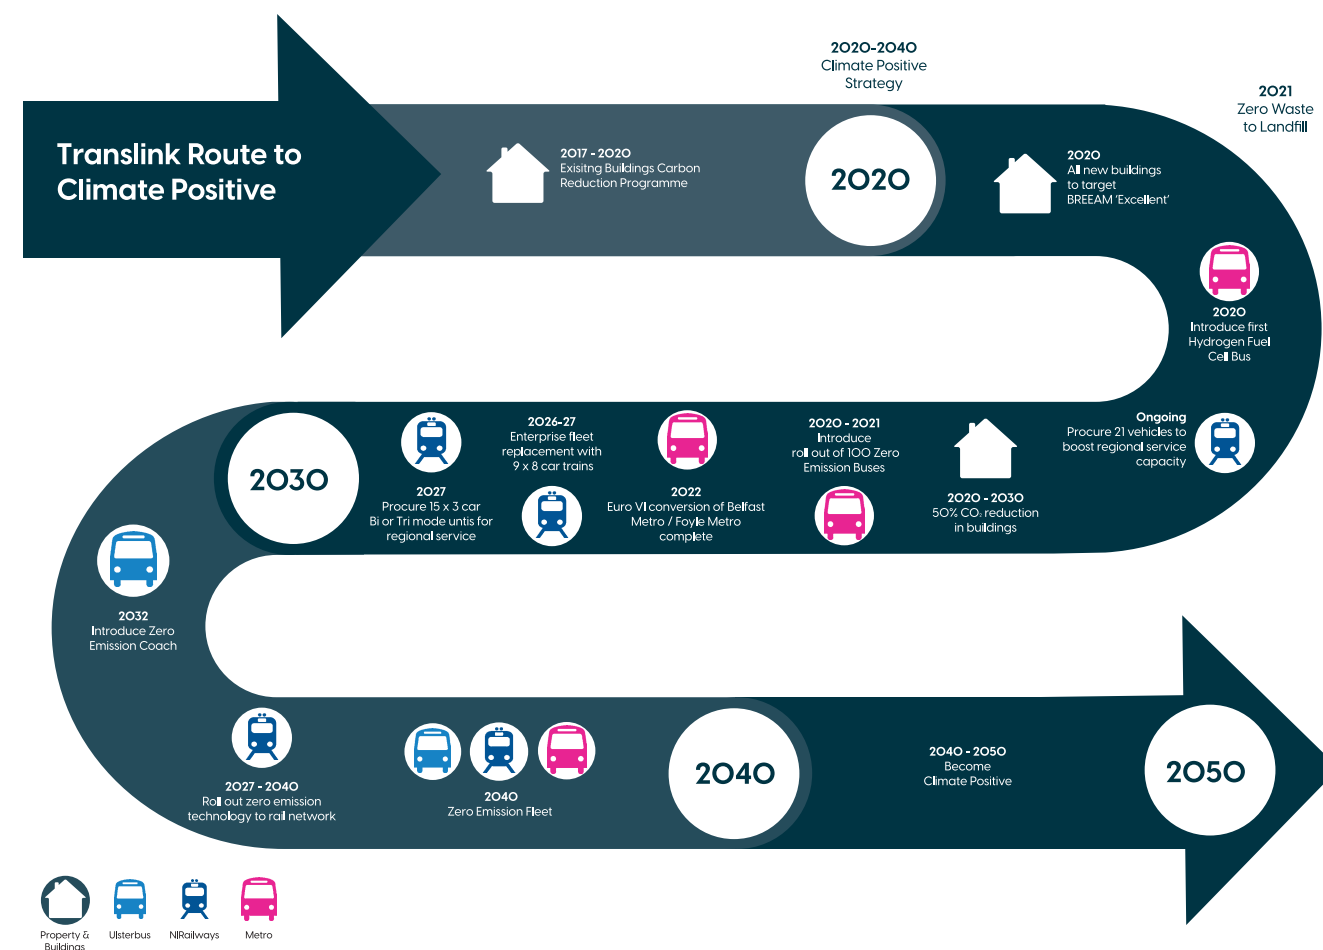 Translink Route to
Climate Positive
2017 - 2020
Exisitng Buildings Carbon
Reduction Programme
2020-2040
Climate Positive
Strategy
2020
2020
All new buildings
to target
BREEAM ‘Excellent’
2021
Zero Waste
to Landfill
2020
Introduce first
Hydrogen Fuel
Cell Bus
Ongoing
Procure 21 vehicles to
boost regional service
capacity
2020 - 2030
50% CO₂ reduction
in buildings
2020 - 2021
Introduce
roll out of 100 Zero
Emission Buses
2022
Euro VI conversion of Belfast
Metro / Foyle Metro
complete
2026-27
Enterprise fleet
replacement with
9 x 8 car trains
2027
Procure 15 x 3 car
Bi or Tri mode untis for
regional service
2030
2032
Introduce Zero
Emission Coach
2027 - 2040
Roll out zero emission
technology to rail network
2040
Zero Emission Fleet
2040
2040 - 2050
Become
Climate Positive
2050
Property &
Buildings
Ulsterbus
NIRailways
Metro